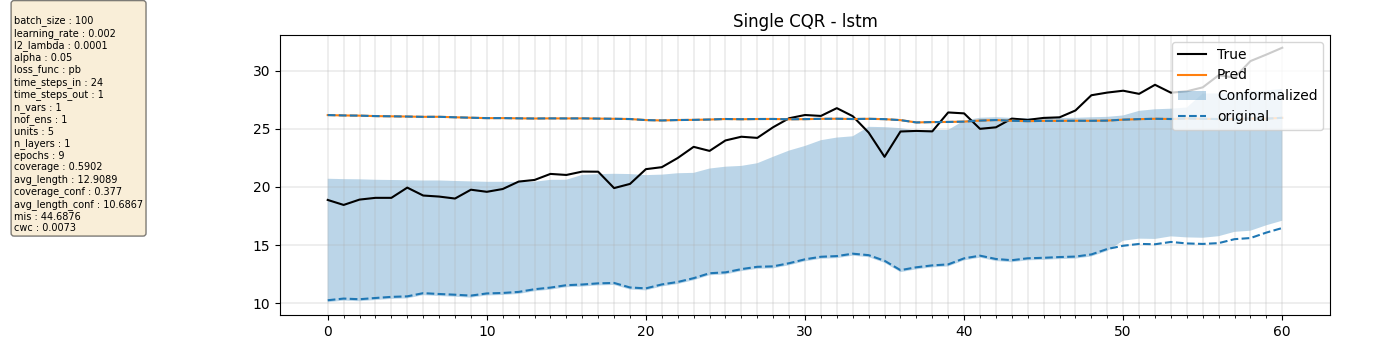 batch_size : 100
learning_rate : 0.002
l2_lambda : 0.0001
alpha : 0.05
loss_func : pb
time_steps_in : 24
time_steps_out : 1
n_vars : 1
nof_ens : 1
units : 5
n_layers : 1
epochs : 9
coverage : 0.5902
avg_length : 12.9089
coverage_conf : 0.377
avg_length_conf : 10.6867
mis : 44.6876
cwc : 0.0073
Single CQR - lstm
30
25
20
15
10
0 10 20 30 40 50 60
True
Pred
Conformalized
original